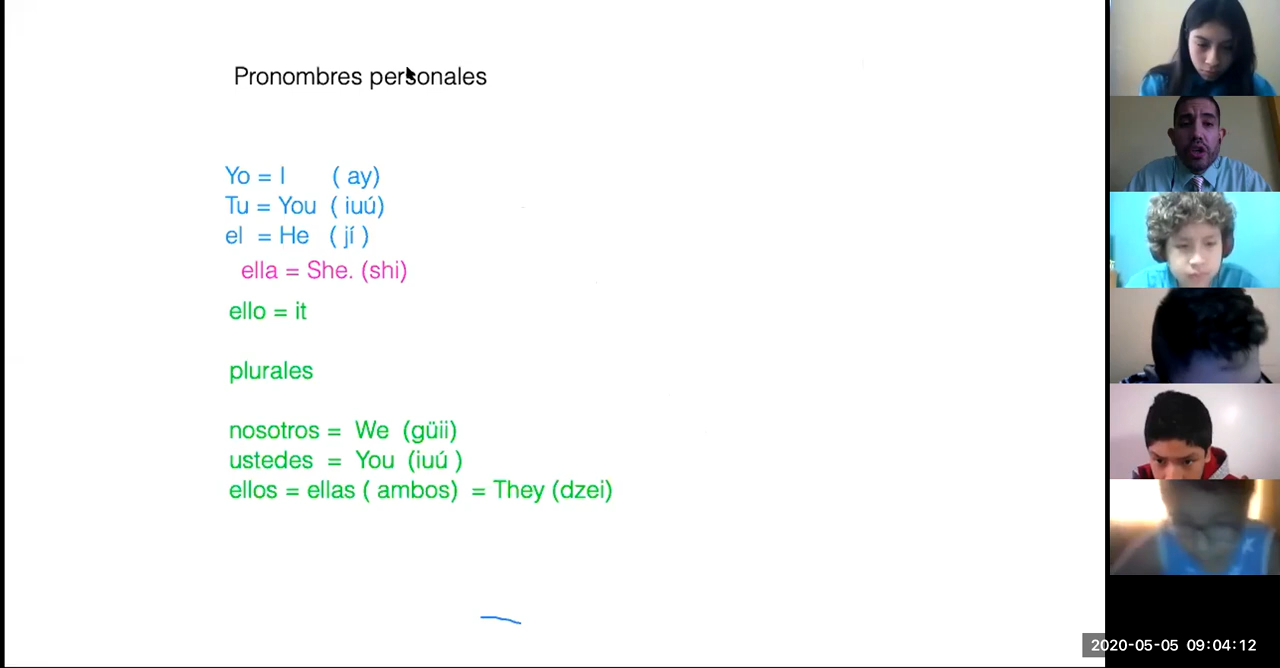 Pronombres personales
Yo = I ( ay)
Tu = You ( iuú)
el = He ( jí )
ella = She. (shi)
ello = it
plurales
nosotros = We (güii)
ustedes = You (iuú )
ellos = ellas ( ambos) = They (dzei)
2020-05-05 09:04:12